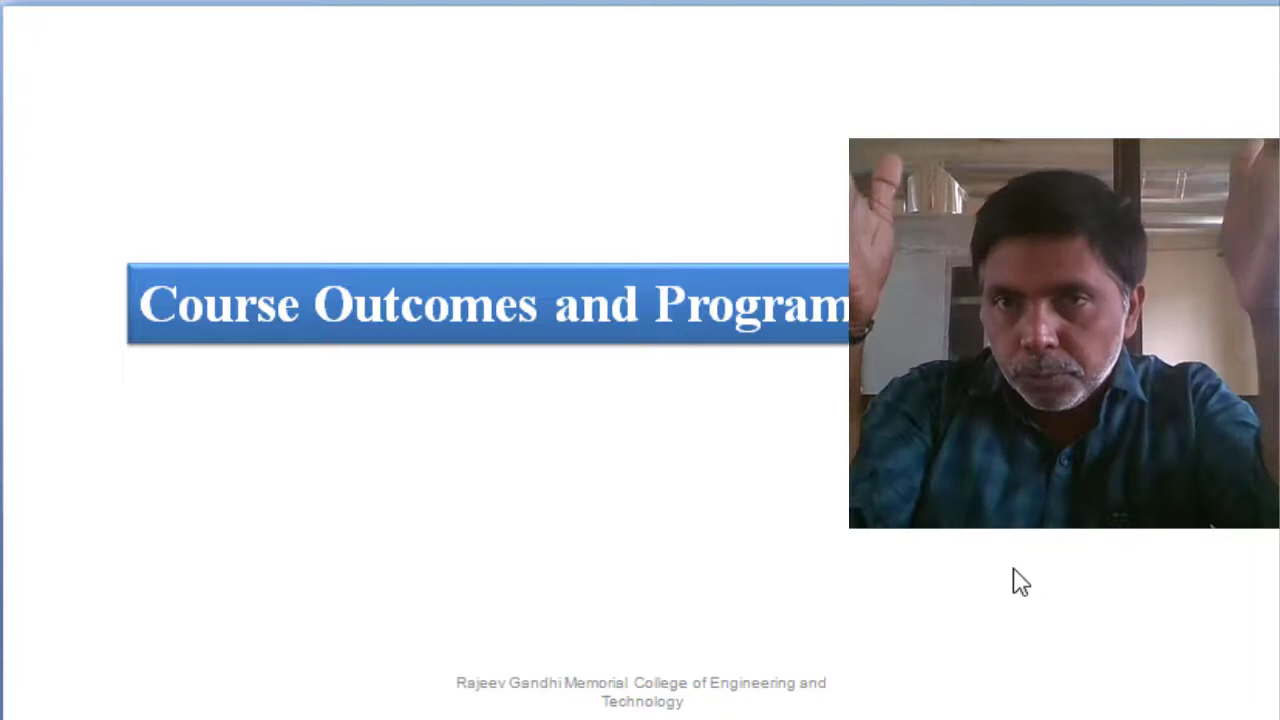 Course Outcomes and Program
Rajeev Gandhi Memorial College of Engineering and
Technology